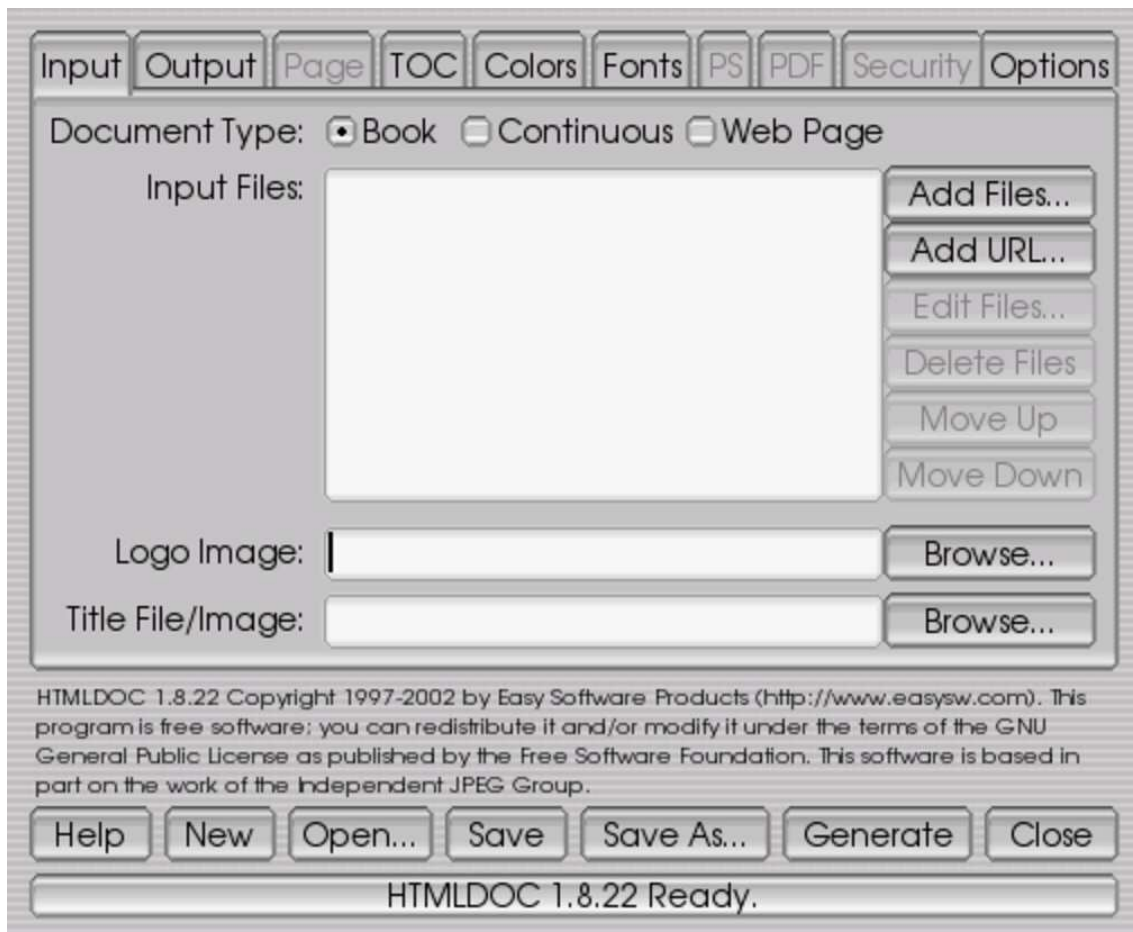 Input Output Page TOC Colors Fonts PS PDF Security Options
Document Type: Book Continuous Web Page
Input Files:
Add Files...
Add URL...
Edit Files...
Delete Files
Move Up
Move Down
Logo Image: Browse...
Title File/Image: Browse...
HTMLDOC 1.8.22 Copyright 1997-2002 by Easy Software Products (http://www.easysw.com). This
program is free software; you can redistribute it and/or modify it under the terms of the GNU
General Public License as published by the Free Software Foundation. This software is based in
part on the work of the Independent JPEG Group.
Help New Open... Save Save As... Generate Close
HTMLDOC 1.8.22 Ready.